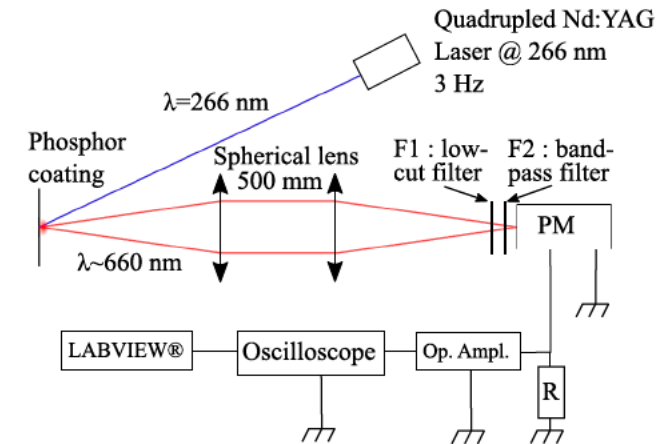 Quadrupled Nd:YAG
Laser @ 266 nm
3 Hz
λ=266 nm
Phosphor
coating
Spherical lens
500 mm
F1 : low-
cut filter
F2 : band-
pass filter
PM
λ~660 nm
LABVIEW®
Oscilloscope
Op. Ampl.
R